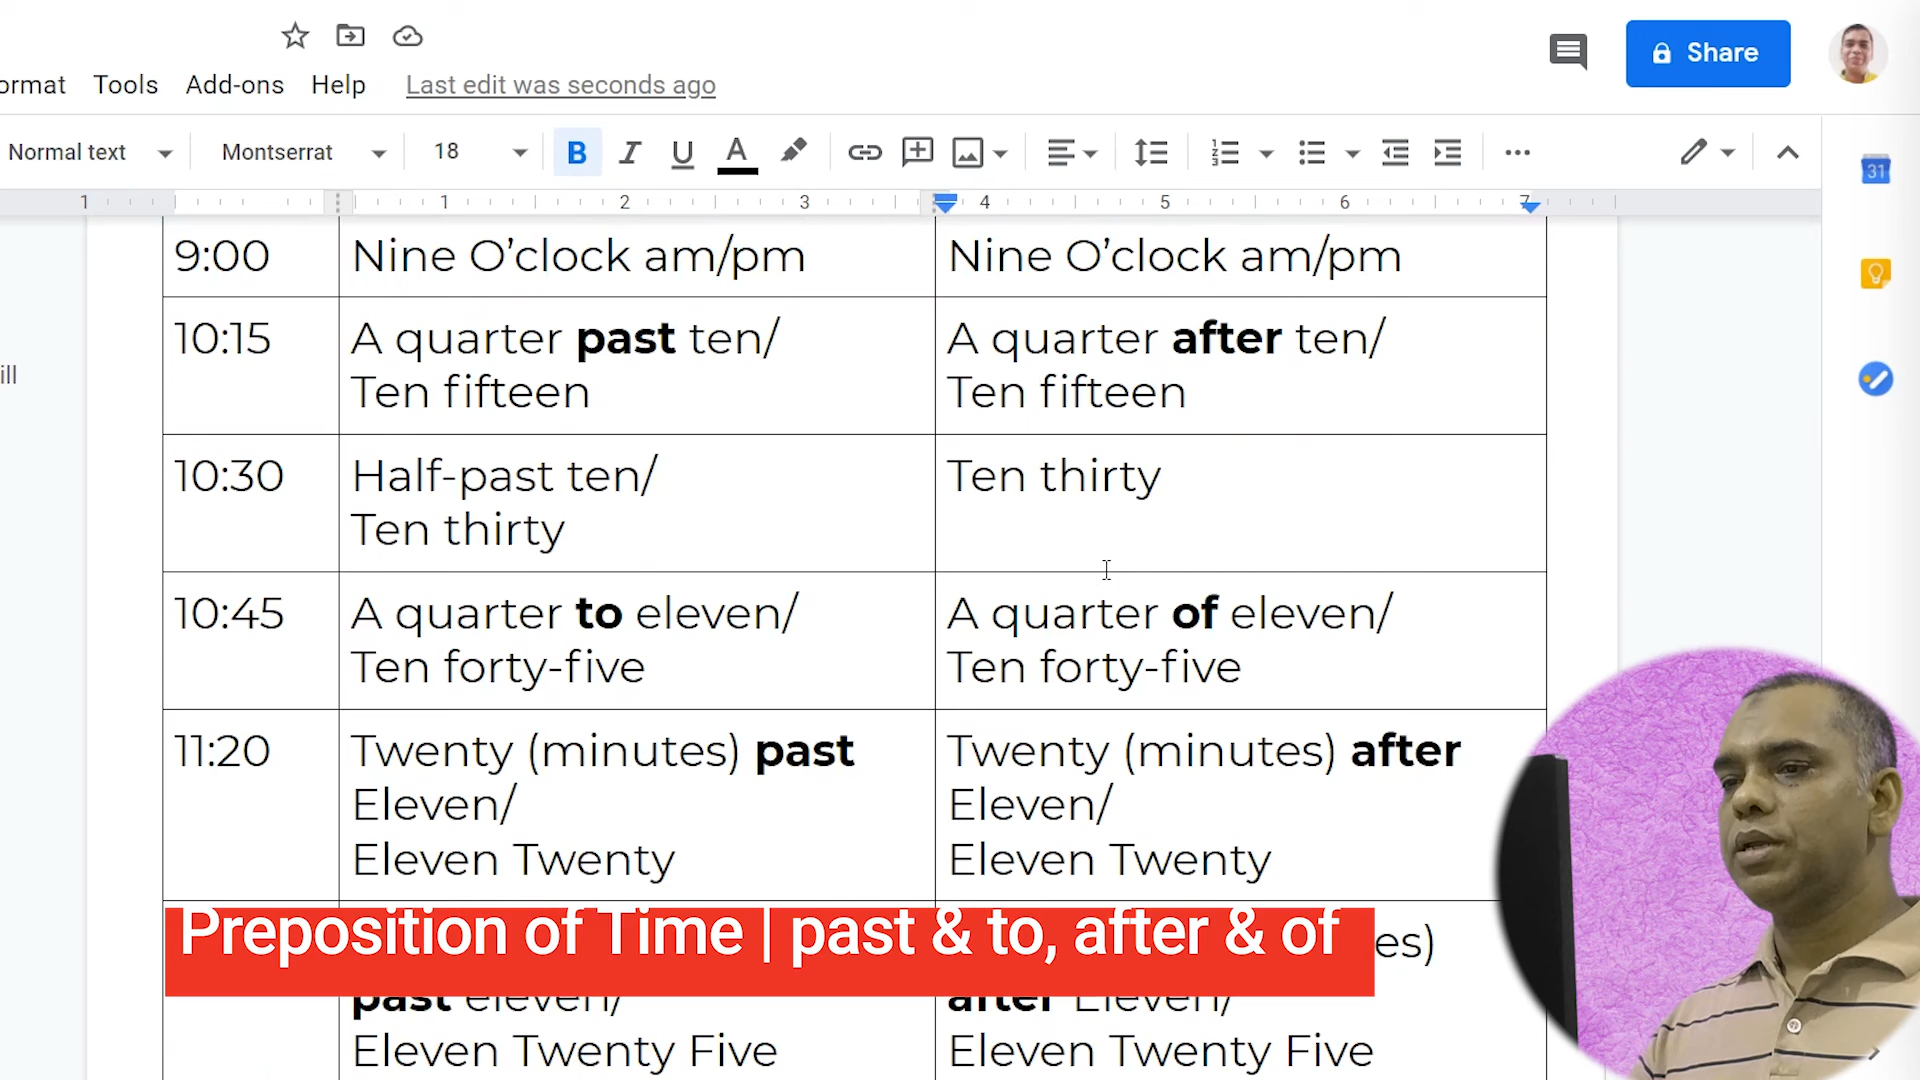 Share
ormat Tools Add-ons Help Last edit was seconds ago
Normal text Montserrat 18 B I U A
31
1 1 2 3 4 5 6 7
9:00 Nine O’clock am/pm Nine O’clock am/pm
10:15 A quarter past ten/ A quarter after ten/
Ten fifteen Ten fifteen
ill
10:30 Half-past ten/ Ten thirty
Ten thirty
10:45 A quarter to eleven/ A quarter of eleven/
Ten forty-five Ten forty-five
11:20 Twenty (minutes) past Twenty (minutes) after
Eleven/ Eleven/
Eleven Twenty Eleven Twenty
Preposition of Time | past & to, after & of
es)
past eleven/ after Eleven/
Eleven Twenty Five Eleven Twenty Five